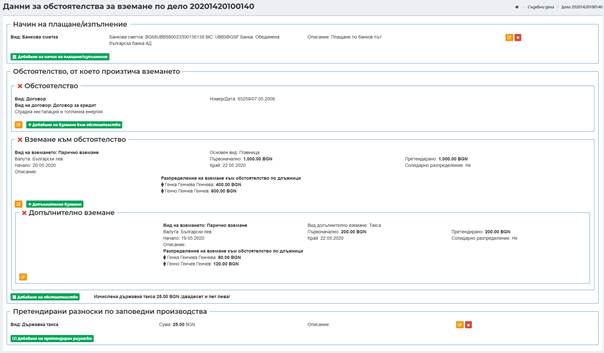 Данни за обстоятелства за вземане по дело 20201420100140
Съдебни дела Дело 20201420100140
Начин на плащане/изпълнение
Вид: Банкова сметка Банкова сметка: Банка: Обединена Българска банка АД Описание: Плащане по банков път
Добавяне на начин на плащане/изпълнение
Обстоятелство, от което произтича вземането
Обстоятелство
Вид: Договор Номер/Дата:
Вид на договор: Договор за кредит
Сградна инсталация и топлинна енергия
Добавяне на вземане към обстоятелство
Вземане към обстоятелство
Вид на вземането: Парично вземане Основен вид: Главница
Валута: Български лев Първоначално: 1,000.00 BGN Претендирано: 1,000.00 BGN
Начало: 20.05.2020 Край: 22.05.2020 Солидарно разпределение: Не
Описание:
Разпределение на вземане към обстоятелство по длъжници
Генка Генчева Генчева: 400.00 BGN
Генчо Генчев Генчев: 600.00 BGN
Допълнително вземане
Допълнително вземане
Вид на вземането: Парично вземане Вид допълнително вземане: Такса
Валута: Български лев Първоначално: 200.00 BGN Претендирано: 200.00 BGN
Начало: 19.05.2020 Край: 22.05.2020 Солидарно разпределение: Не
Описание:
Разпределение на вземане към обстоятелство по длъжници
Генка Генчева Генчева: 80.00 BGN
Генчо Генчев Генчев: 120.00 BGN
Добавяне на обстоятелство Изчислена държавна такса 25.00 BGN /двадесет и пет лева/
Претендирани разноски по заповедни производства
Вид: Държавна такса Сума: 25.00 BGN Описание:
Добавяне на претендирани разноски